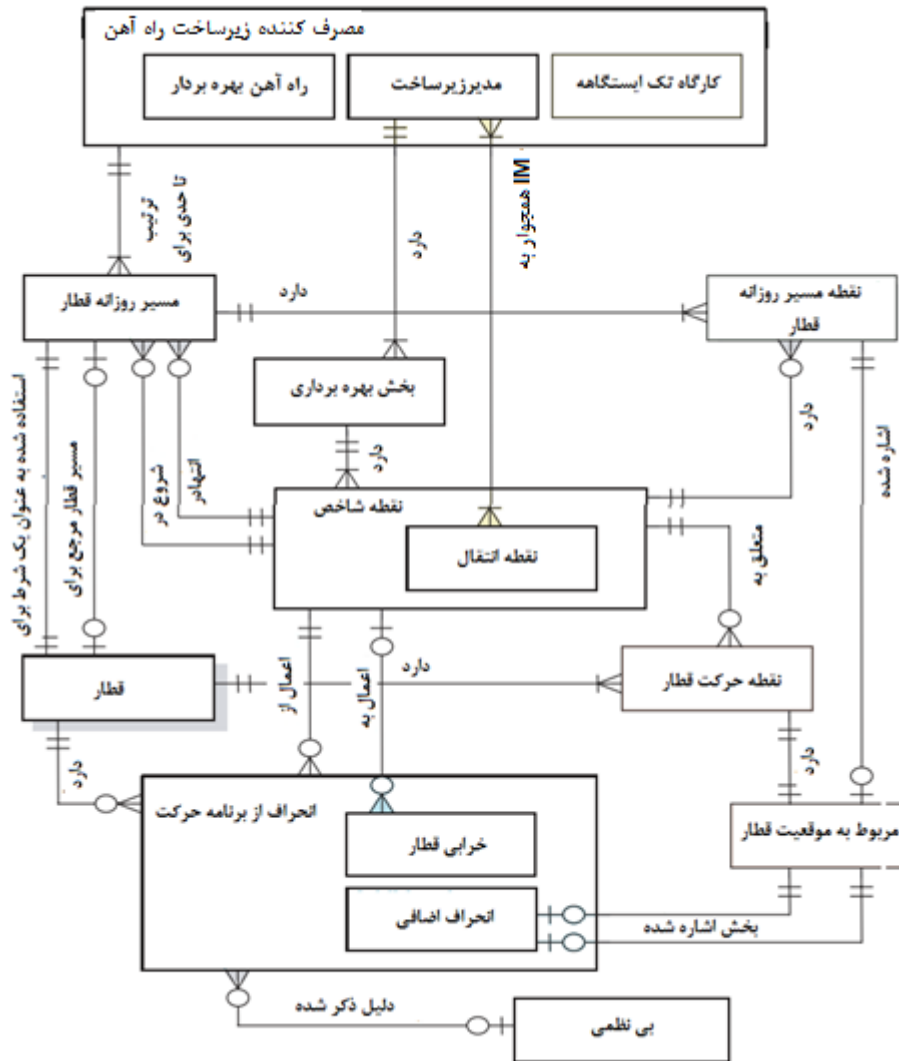 مصرف کننده زیرساخت راه آهن
کارگاه تک ایستگاهه
مدیرزیرساخت
راه آهن بهره بردار
تا حدی برای
ترتیب
دارد
IM همجوار به
مسیر روزانه قطار
دارد
نقطه مسیر روزانه
قطار
بخش بهره برداری
استفاده شده به عنوان یک شرط برای
مسیر قطار مرجع برای
شروع در
انتهادر
دارد
دارد
اشاره شده
نقطه شاخص
نقطه انتقال
متعلق به
قطار
دارد
نقطه حرکت قطار
اعمال از
اعمال به
دارد
دارد
انحراف از برنامه حرکت
خرابی قطار
انحراف اضافی
مربوط به موقعیت قطار
بخش اشاره شده
دلیل ذکر شده
بی نظمی